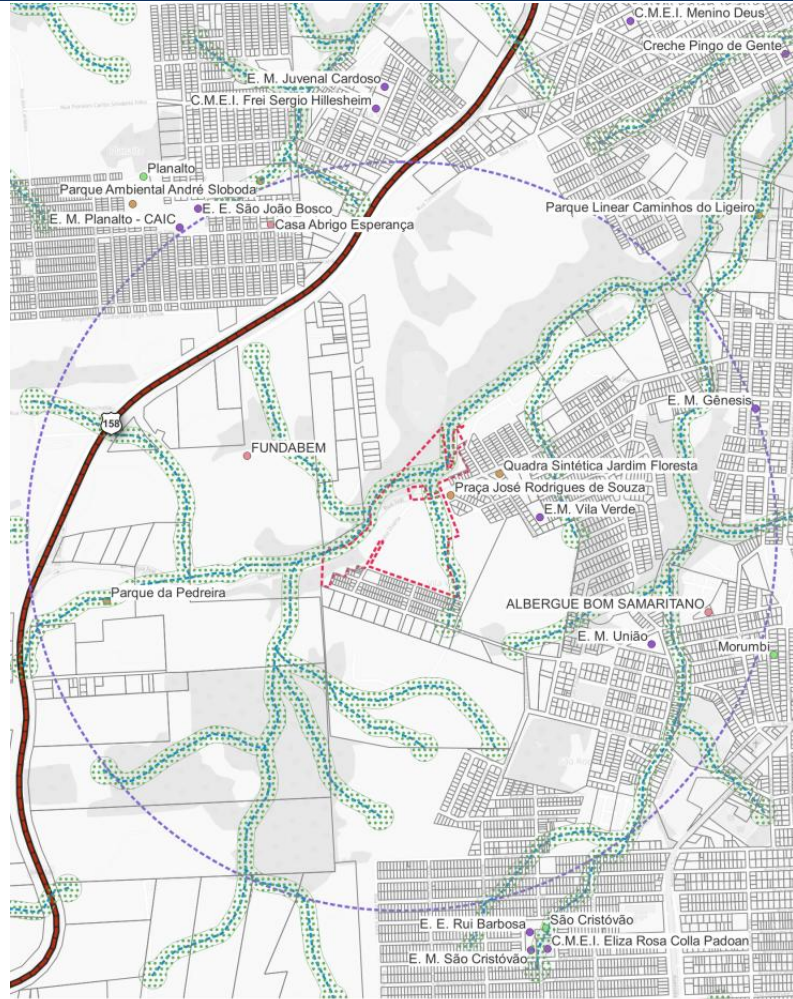 C.M.E.I. Menino Deus
Creche Pingo de Gente
E. M. Juvenal Cardoso
C.M.E.I. Frei Sergio Hillesheim
Planalto
Parque Ambiental André Sloboda
E. E. São João Bosco
Parque Linear Caminhos do Ligeiro
E. M. Planalto - CAIC
Casa Abrigo Esperança
E. M. Gênesis
158
FUNDABEM
Quadra Sintética Jardim Floresta
Praça José Rodrigues de Souza
E.M. Vila Verde
Parque da Pedreira
ALBERGUE BOM SAMARITANO
E. M. União
Morumbi
São Cristóvão
E. E. Rui Barbosa
C.M.E.I. Eliza Rosa Colla Padoan
E. M. São Cristóvão